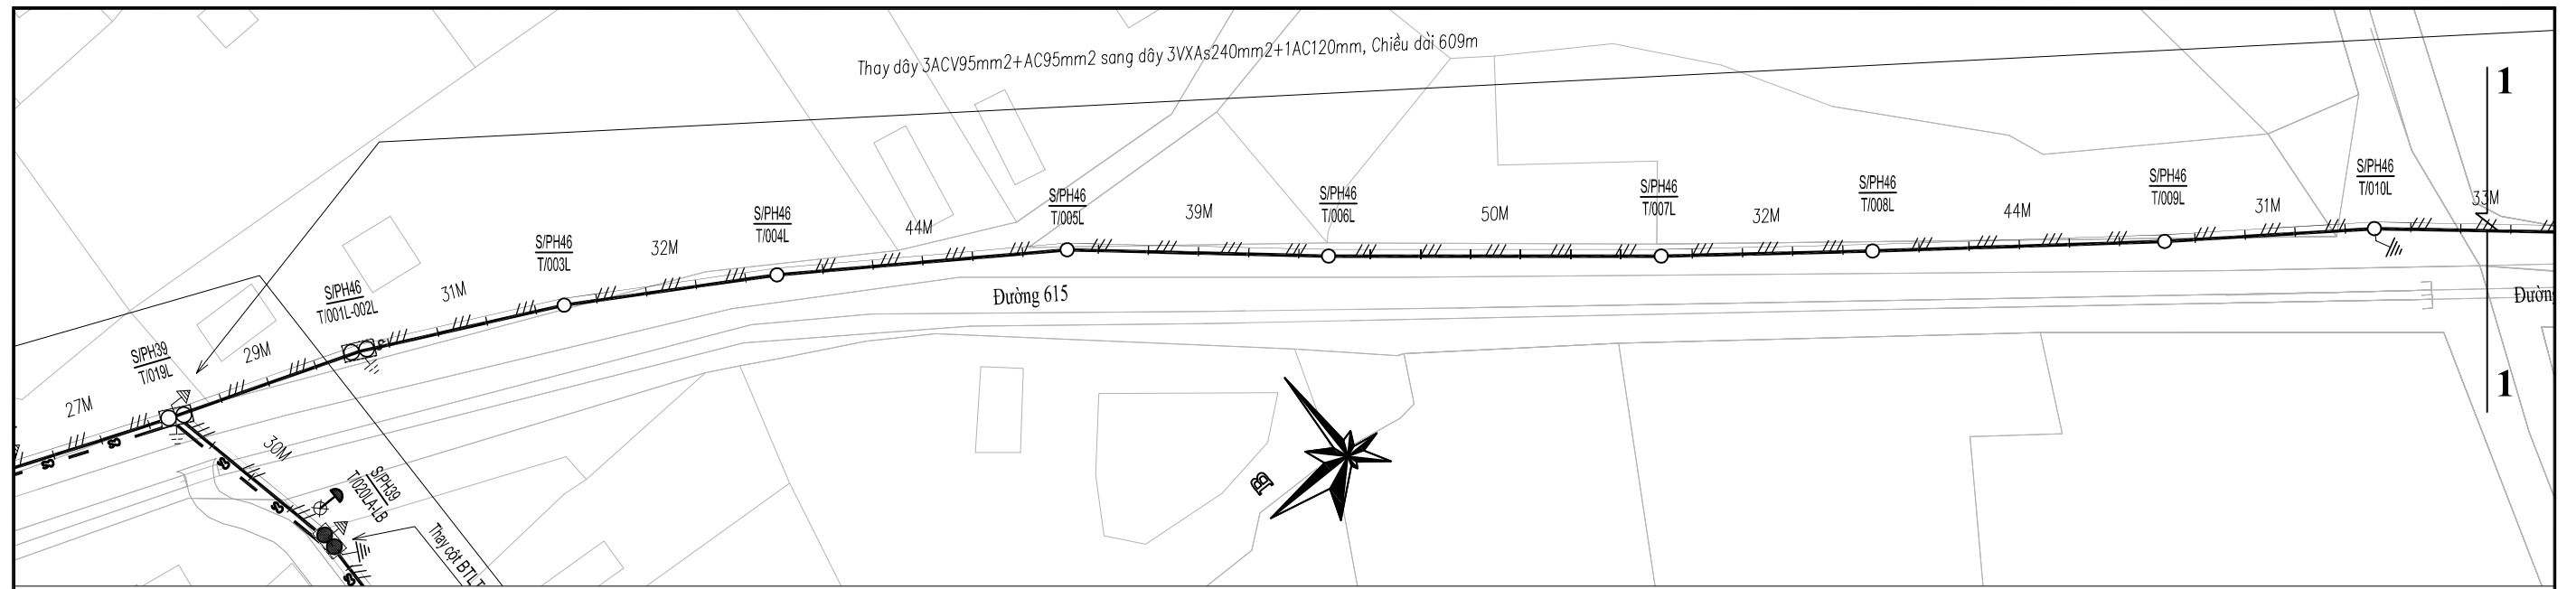 Thay dây 3ACV95mm2+AC95mm2 sang dây 3VXAs240mm2+1AC120mm, Chiều dài 609m
1
S/PH46
T/010L
33M
S/PH46
T/009L
31M
S/PH46
T/008L
44M
S/PH46
T/007L
32M
S/PH46
T/006L
50M
S/PH46
T/005L
39M
S/PH46
T/004L
44M
S/PH46
T/003L
32M
S/PH46
T/001L-002L
31M
Đường 615
Đường
S/PH39
T/019L
29M
27M
30M
S/PH39
T/020LA-LB
Thay cột BTLT
B
1